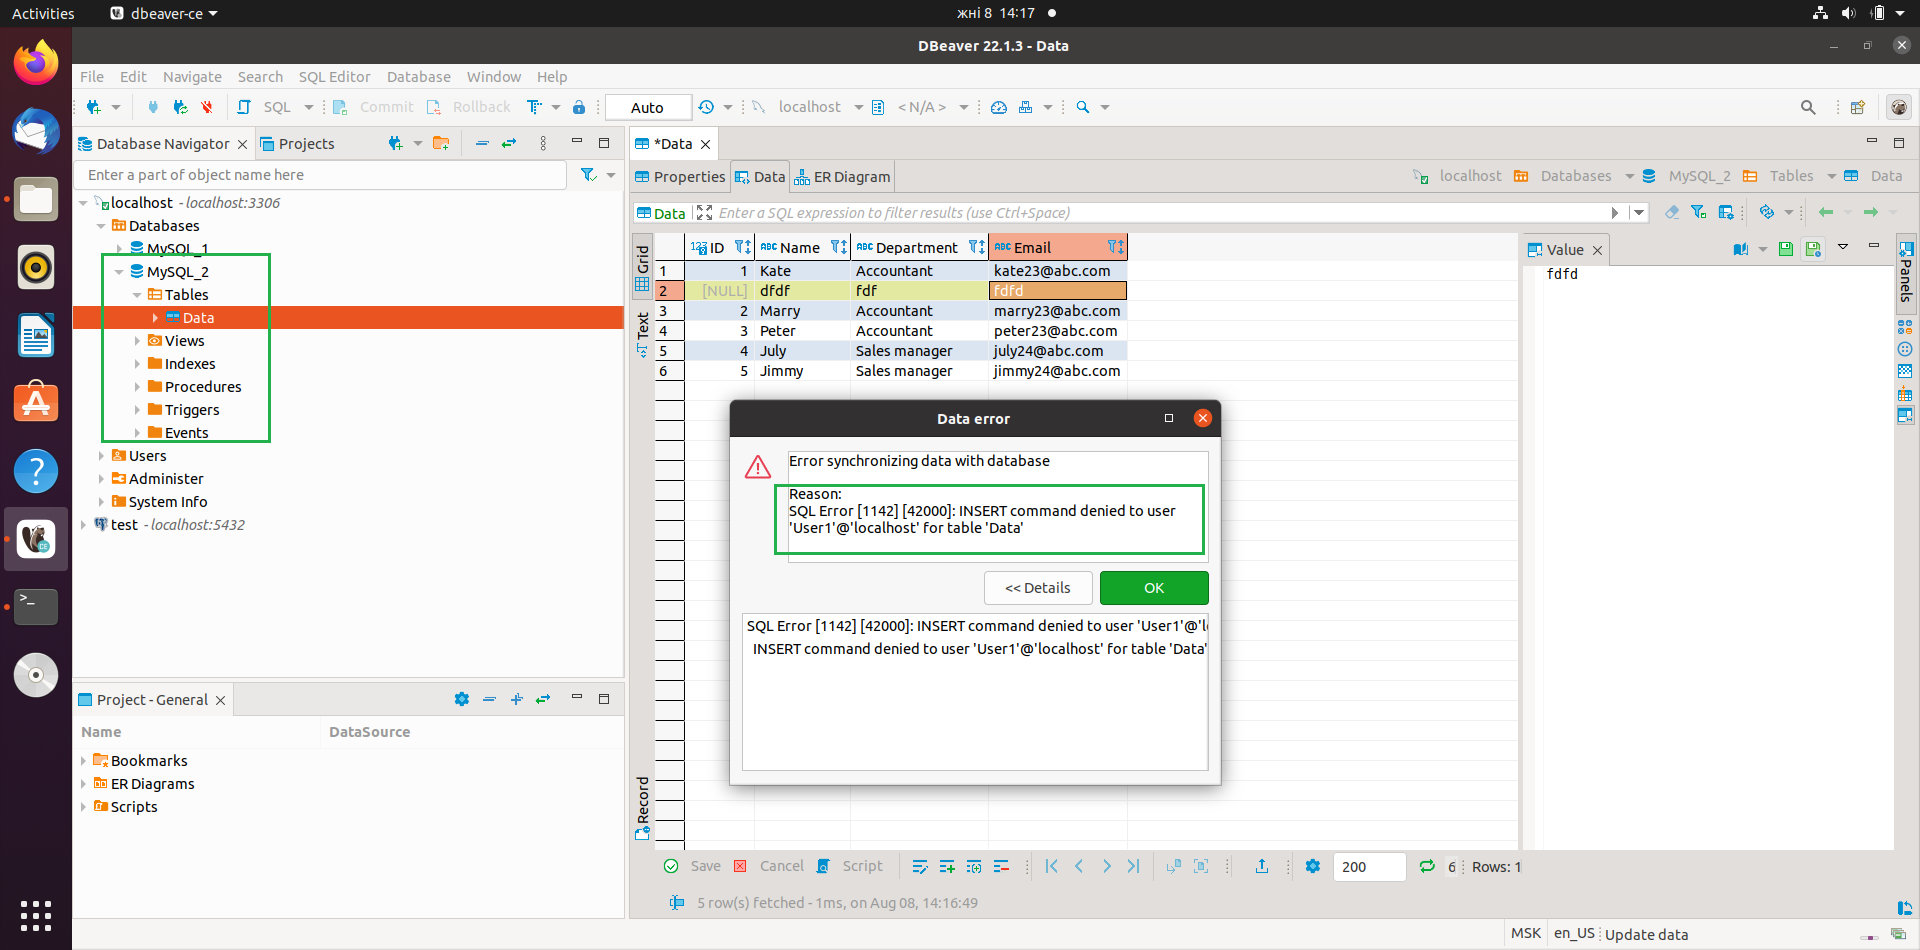 Activities
dbeaver-ce
жні 8 14:17
DBeaver 22.1.3 - Data
File Edit Navigate Search SQL Editor Database Window Help
SQL Commit Rollback Auto localhost < N/A >
Database Navigator Projects
Enter a part of object name here
localhost - localhost:3306
Databases
MySQL_1
MySQL_2
Tables
Data
Views
Indexes
Procedures
Triggers
Events
Users
Administer
System Info
test - localhost:5432
Project - General
Name DataSource
Bookmarks
ER Diagrams
Scripts
*Data
Properties Data ER Diagram
localhost Databases MySQL_2 Tables Data
Data Enter a SQL expression to filter results (use Ctrl+Space)
Grid
Text
Record
123 ID ABC Name ABC Department ABC Email
1 1 Kate Accountant kate23@abc.com
2 [NULL] dfdf fdf fdfd
3 2 Marry Accountant marry23@abc.com
4 3 Peter Accountant peter23@abc.com
5 4 July Sales manager july24@abc.com
6 5 Jimmy Sales manager jimmy24@abc.com
Value
fdfd
Panels
Data error
Error synchronizing data with database
Reason:
SQL Error [1142] [42000]: INSERT command denied to user
'User1'@'localhost' for table 'Data'
<< Details OK
SQL Error [1142] [42000]: INSERT command denied to user 'User1'@'l
INSERT command denied to user 'User1'@'localhost' for table 'Data'
Save Cancel Script 200 6 Rows: 1
5 row(s) fetched - 1ms, on Aug 08, 14:16:49
MSK en_US Update data